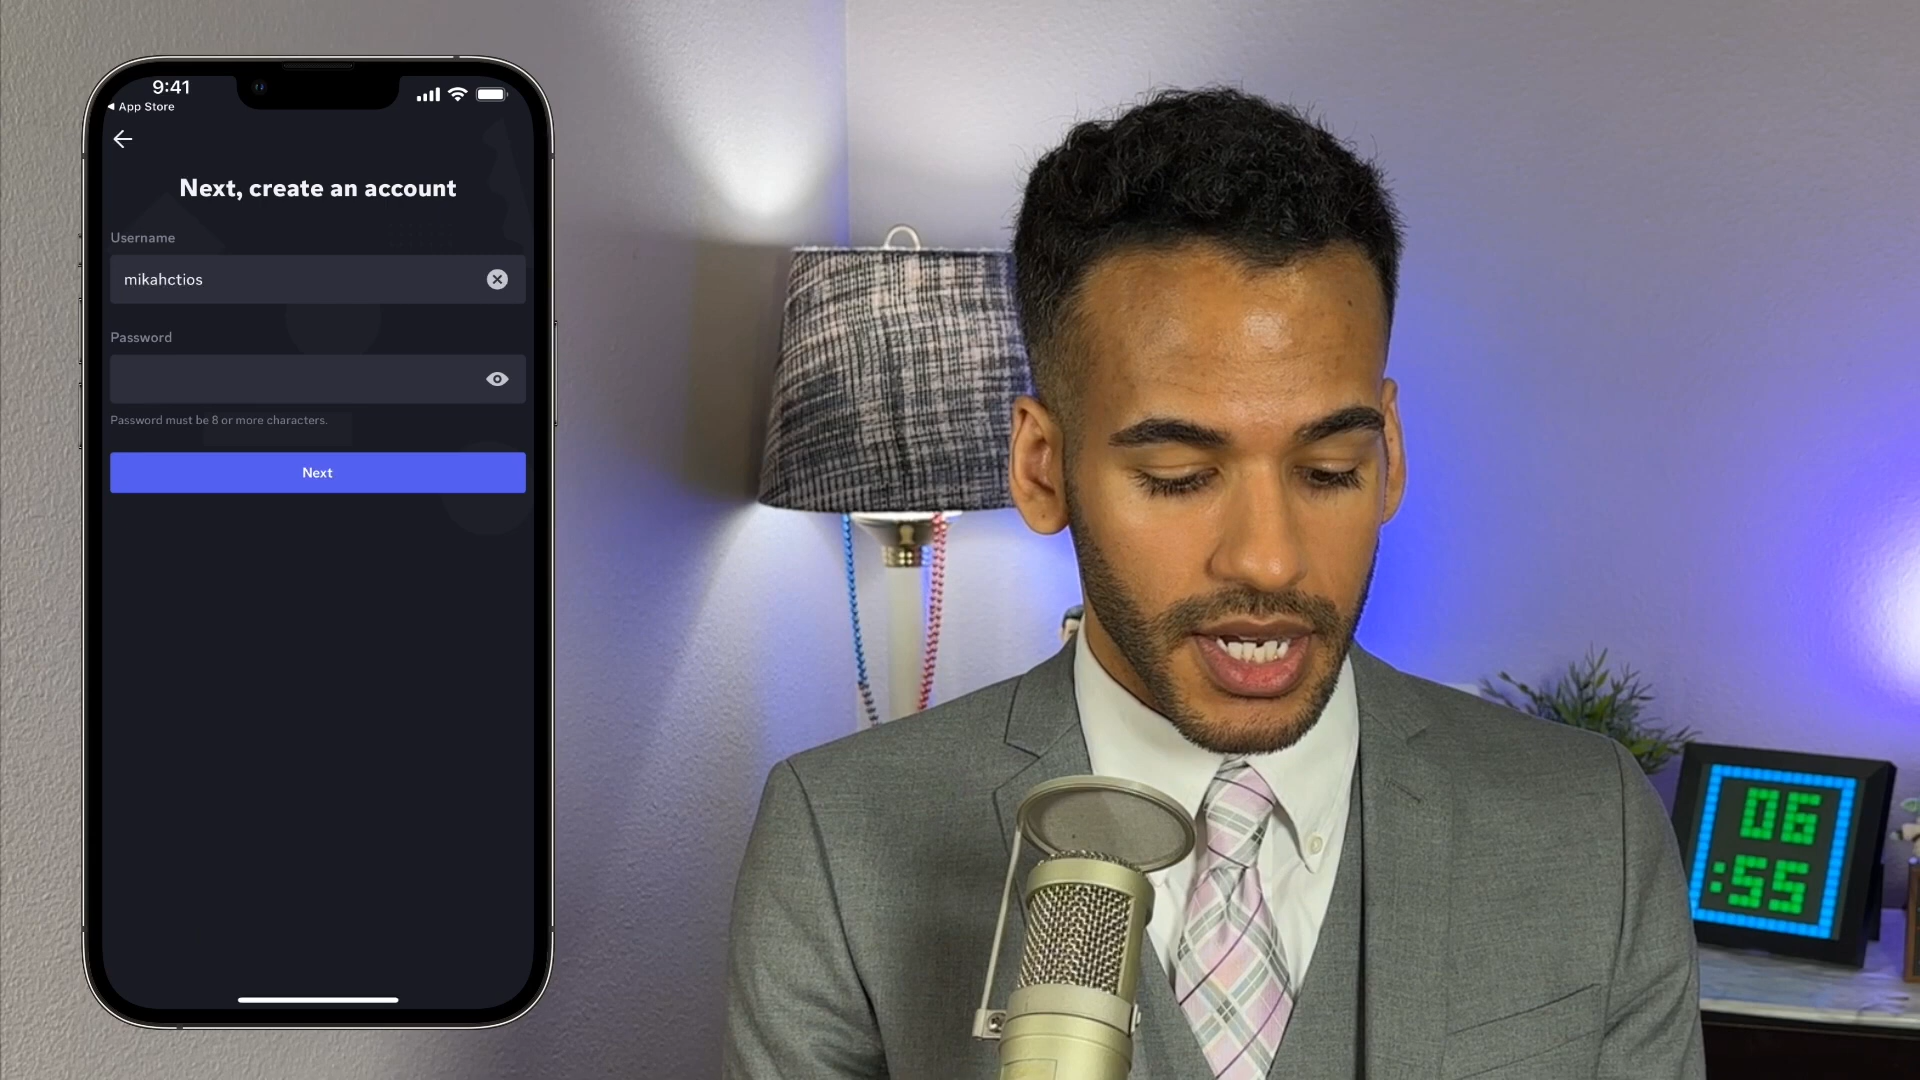 9:41
App Store
Next, create an account
Username
mikahctios
Password
Password must be 8 or more characters.
Next
06
:55